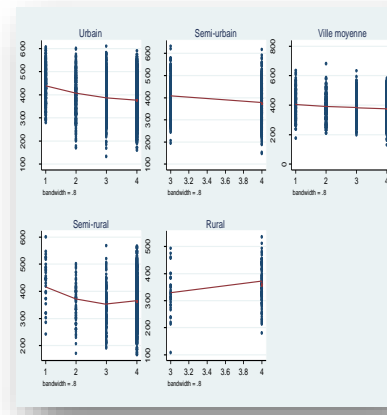 Urbain
Semi-urbain
Ville moyenne
100 200 300 400 500 600
1 2 3 4
bandwidth = .8
100 200 300 400 500 600
3 3.2 3.4 3.6 3.8 4
bandwidth = .8
0 200 400 600 800
1 2 3 4
bandwidth = .8
Semi-rural
Rural
200 300 400 500 600
1 2 3 4
bandwidth = .8
100 200 300 400 500
3 3.2 3.4 3.6 3.8 4
bandwidth = .8